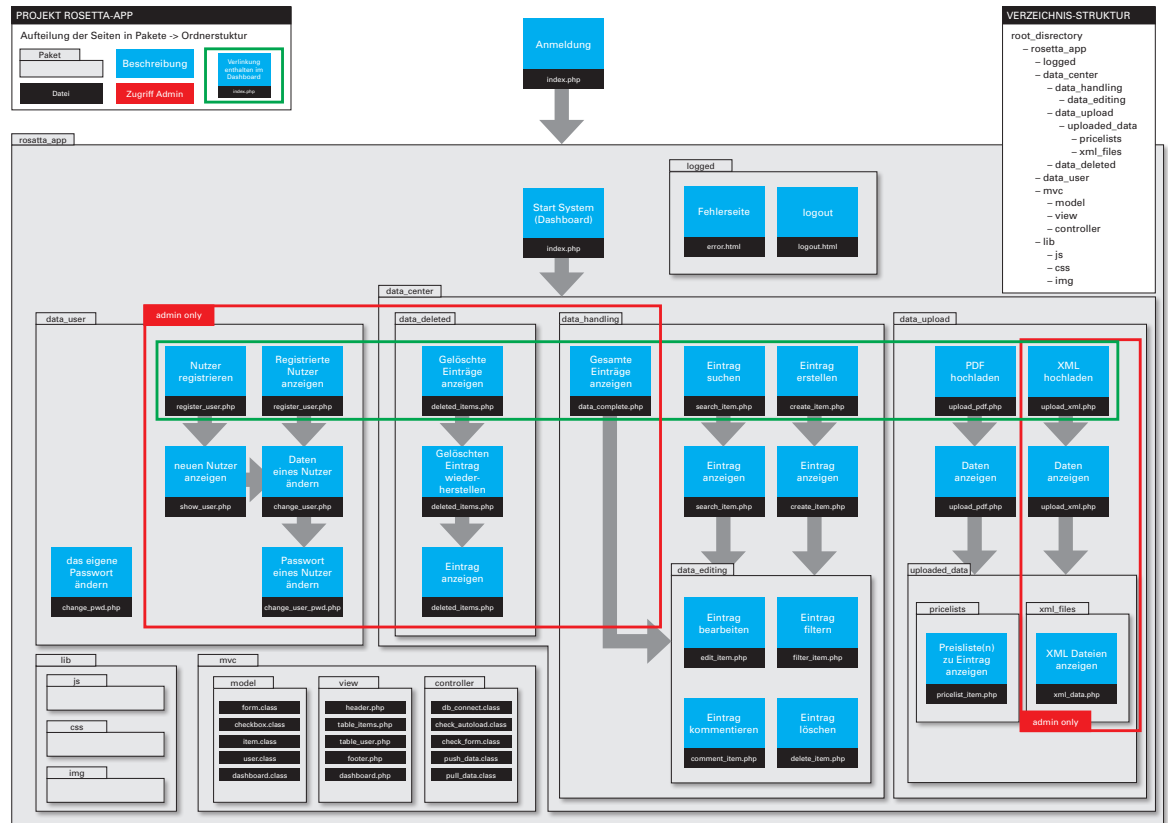 PROJEKT ROSETTA-APP
Aufteilung der Seiten in Pakete -> Ordnerstuktur
Paket
Beschreibung
Verlinkung
enthalten im
Dashboard
index.php
Datei
Zugriff Admin
Anmeldung
index.php
VERZEICHNIS-STRUKTUR
root_disrectory
– rosetta_app
– logged
– data_center
– data_handling
– data_editing
– data_upload
– uploaded_data
– pricelists
– xml_files
– data_deleted
– data_user
– mvc
– model
– view
– controller
– lib
– js
– css
– img
rosatta_app
Start System
(Dashboard)
index.php
logged
Fehlerseite
error.html
logout
logout.html
data_center
data_user
admin only
Nutzer
registrieren
register_user.php
Registrierte
Nutzer
anzeigen
register_user.php
neuen Nutzer
anzeigen
show_user.php
Daten
eines Nutzer
ändern
change_user.php
das eigene
Passwort
ändern
change_pwd.php
Passwort
eines Nutzer
ändern
change_user_pwd.php
data_deleted
Gelöschte
Einträge
anzeigen
deleted_items.php
Gelöschten
Eintrag
wieder-
herstellen
deleted_items.php
Eintrag
anzeigen
deleted_items.php
data_handling
Gesamte
Einträge
anzeigen
data_complete.php
Eintrag
suchen
search_item.php
Eintrag
erstellen
create_item.php
Eintrag
anzeigen
search_item.php
Eintrag
anzeigen
create_item.php
data_editing
Eintrag
bearbeiten
edit_item.php
Eintrag
filtern
filter_item.php
Eintrag
kommentieren
comment_item.php
Eintrag
löschen
delete_item.php
data_upload
PDF
hochladen
upload_pdf.php
XML
hochladen
upload_xml.php
Daten
anzeigen
upload_pdf.php
Daten
anzeigen
upload_xml.php
uploaded_data
pricelists
Preisliste(n)
zu Eintrag
anzeigen
pricelist_item.php
xml_files
XML Dateien
anzeigen
xml_data.php
admin only
lib
js
css
img
mvc
model
form.class
checkbox.class
item.class
user.class
dashboard.class
view
header.php
table_items.php
table_user.php
footer.php
dashboard.php
controller
db_connect.class
check_autoload.class
check_form.class
push_data.class
pull_data.class